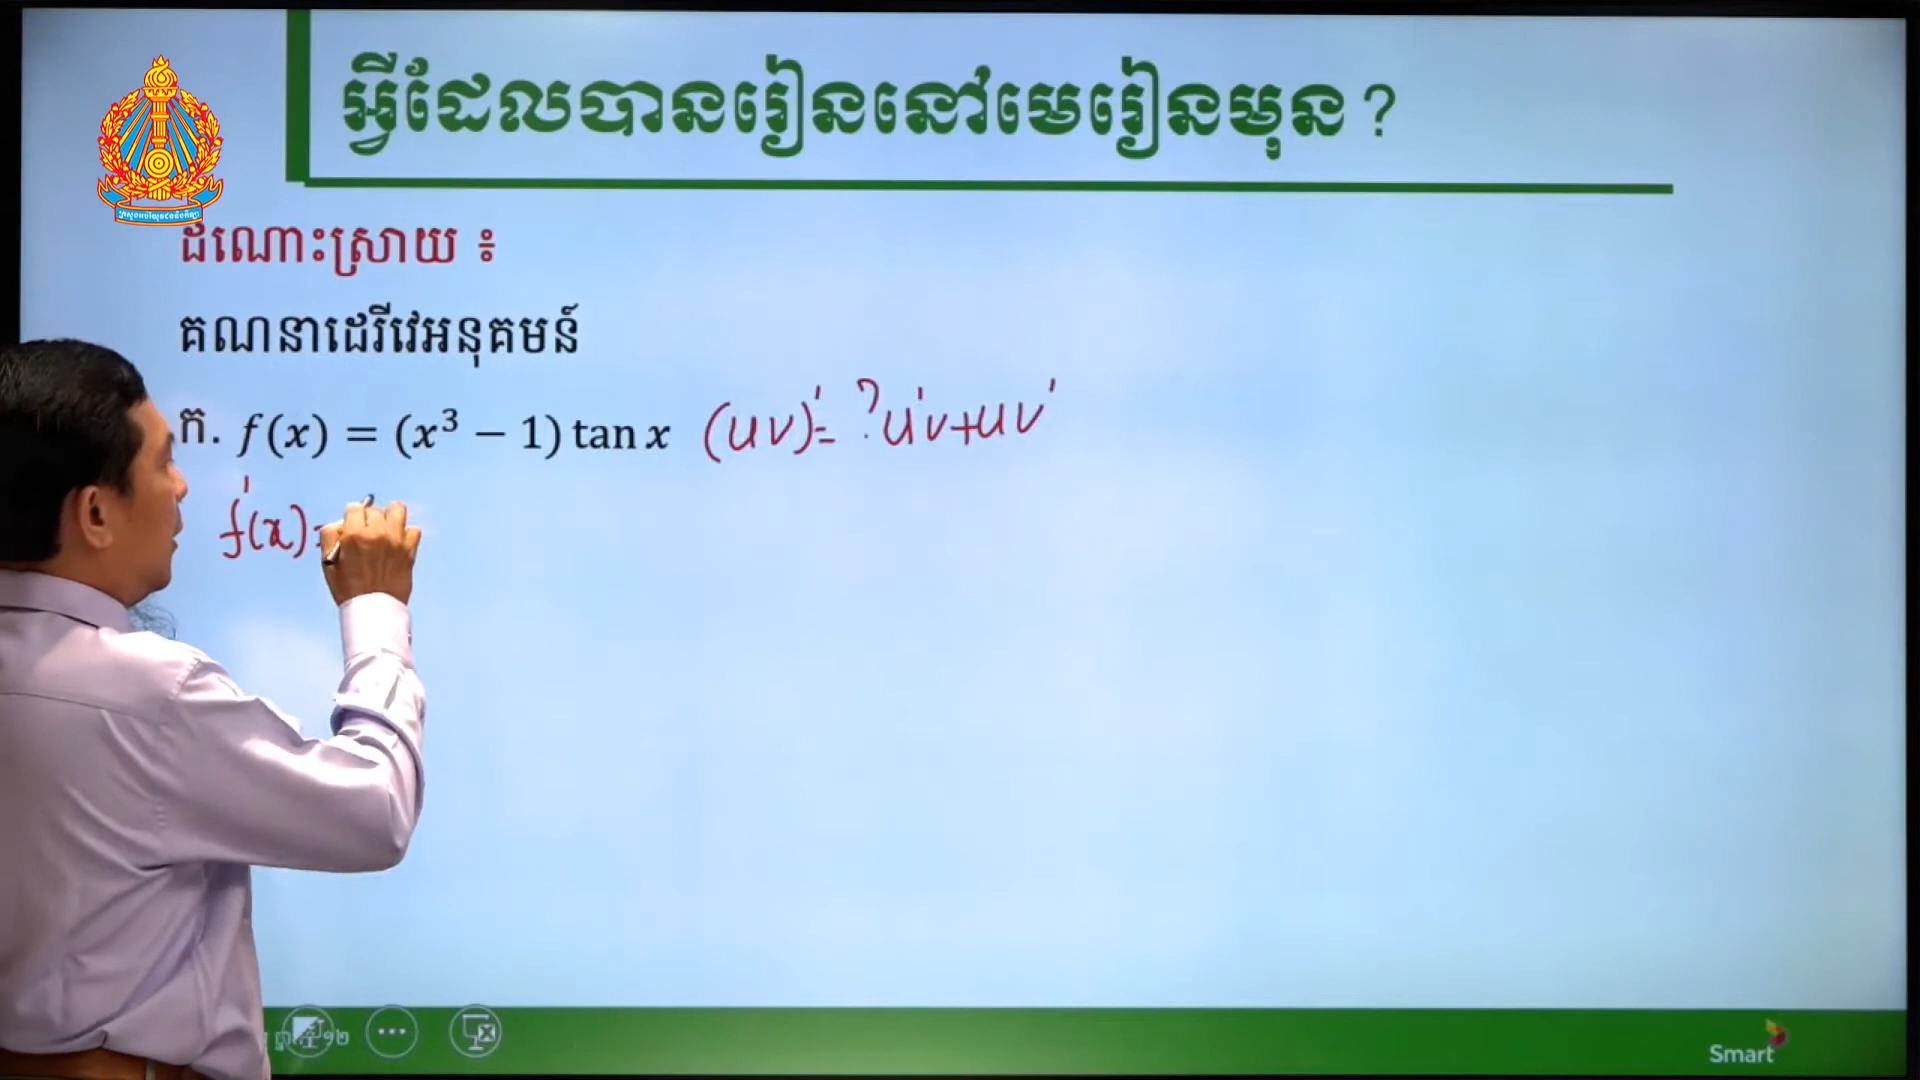 អ្វីដែលបានរៀននៅមេរៀនមុន?
ដំណោះស្រាយ ៖
គណនាដេរីវេអនុគមន៍
ក. f(x) = (x³ − 1) tan x (uv)'= ? u'v+uv'
f'(x)=
Smart